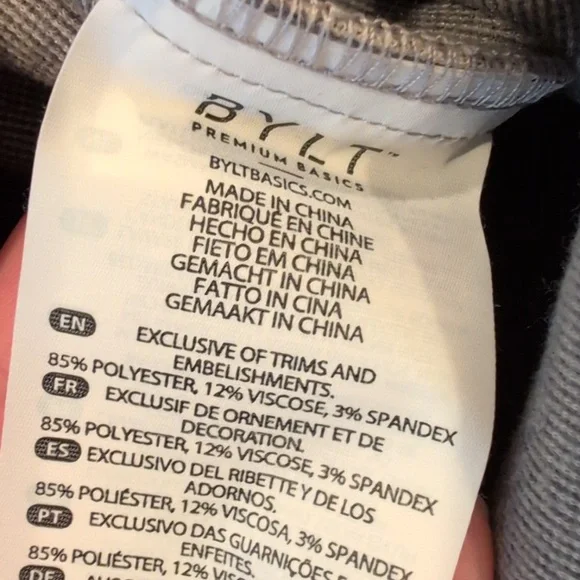 BYLT™
PREMIUM BASICS
BYLTBASICS.COM
MADE IN CHINA
FABRIQUÉ EN CHINE
HECHO EN CHINA
FIETO EM CHINA
GEMACHT IN CHINA
FATTO IN CINA
GEMAAKT IN CHINA
EN EXCLUSIVE OF TRIMS AND
EMBELISHMENTS.
85% POLYESTER, 12% VISCOSE, 3% SPANDEX
FR EXCLUSIF DE ORNEMENT ET DE
DECORATION.
85% POLYESTER, 12% VISCOSE, 3% SPANDEX
ES EXCLUSIVO DEL RIBETTE Y DE LOS
ADORNOS.
85% POLIÉSTER, 12% VISCOSA, 3% SPANDEX
PT EXCLUSIVO DAS GUARNIÇÕES E
ENFEITES.
85% POLIÉSTER, 12% VISCOSE,
DE